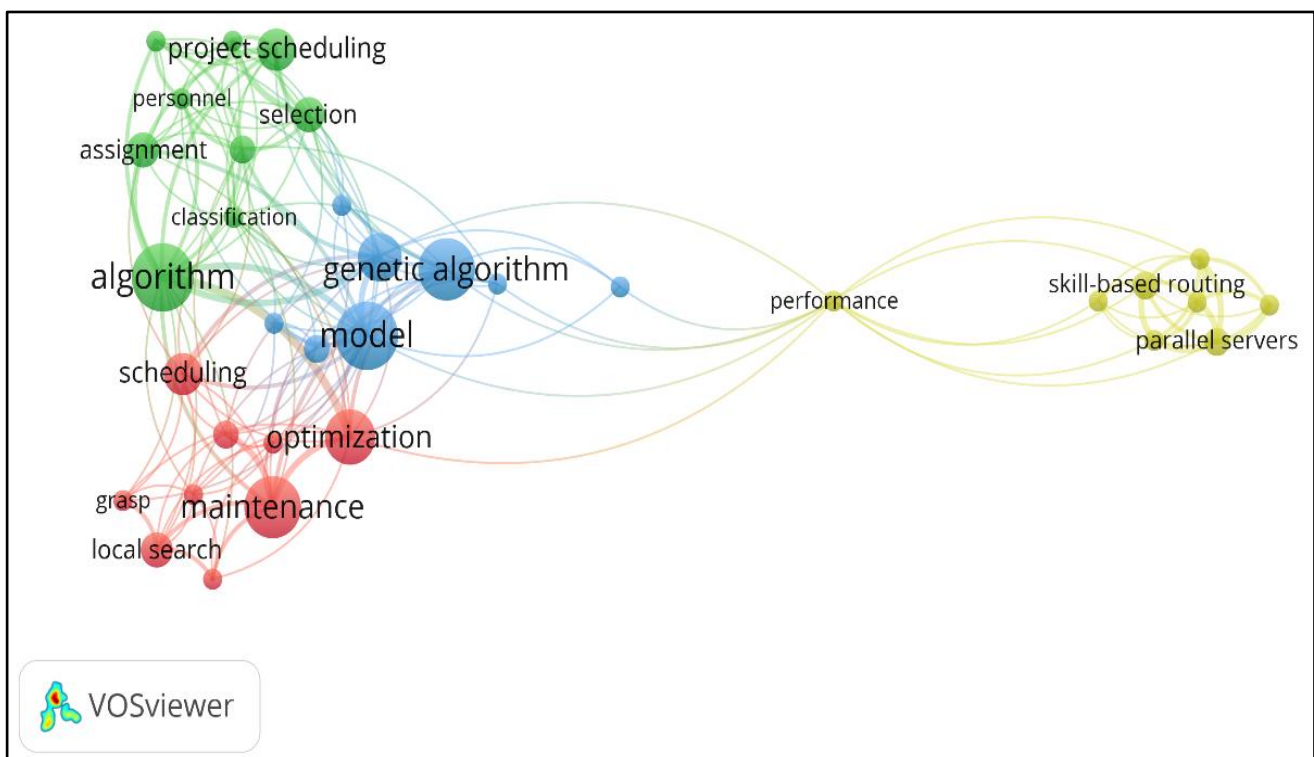 project scheduling
personnel
selection
assignment
classification
algorithm
genetic algorithm
model
scheduling
optimization
grasp
maintenance
local search
performance
skill-based routing
parallel servers
VOSviewer